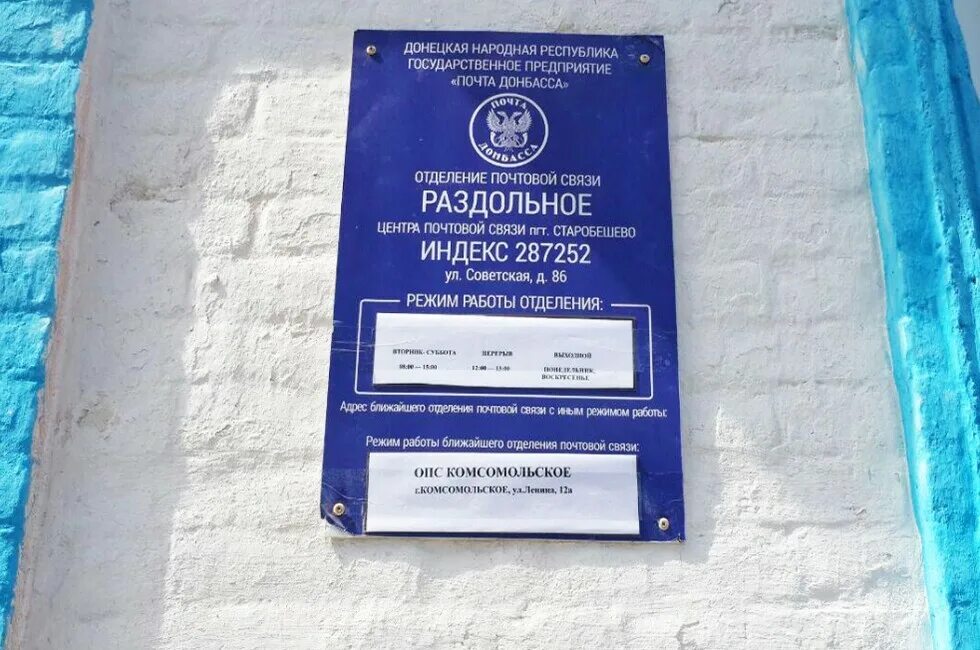 ДОНЕЦКАЯ НАРОДНАЯ РЕСПУБЛИКА
ГОСУДАРСТВЕННОЕ ПРЕДПРИЯТИЕ
«ПОЧТА ДОНБАССА»
ПОЧТА
ДОНБАССА
ОТДЕЛЕНИЕ ПОЧТОВОЙ СВЯЗИ
РАЗДОЛЬНОЕ
ЦЕНТРА ПОЧТОВОЙ СВЯЗИ пгт. СТАРОБЕШЕВО
ИНДЕКС 287252
ул. Советская, д. 86
РЕЖИМ РАБОТЫ ОТДЕЛЕНИЯ:
ВТОРНИК- СУББОТА ПЕРЕРЫВ ВЫХОДНОЙ
08:00 — 15:00 12:00 — 13:00 ПОНЕДЕЛЬНИК,
ВОСКРЕСЕНЬЕ
Адрес ближайшего отделения почтовой связи с иным режимом работы:
Режим работы ближайшего отделения почтовой связи:
ОПС КОМСОМОЛЬСКОЕ
г.КОМСОМОЛЬСКОЕ, ул.Ленина, 12а